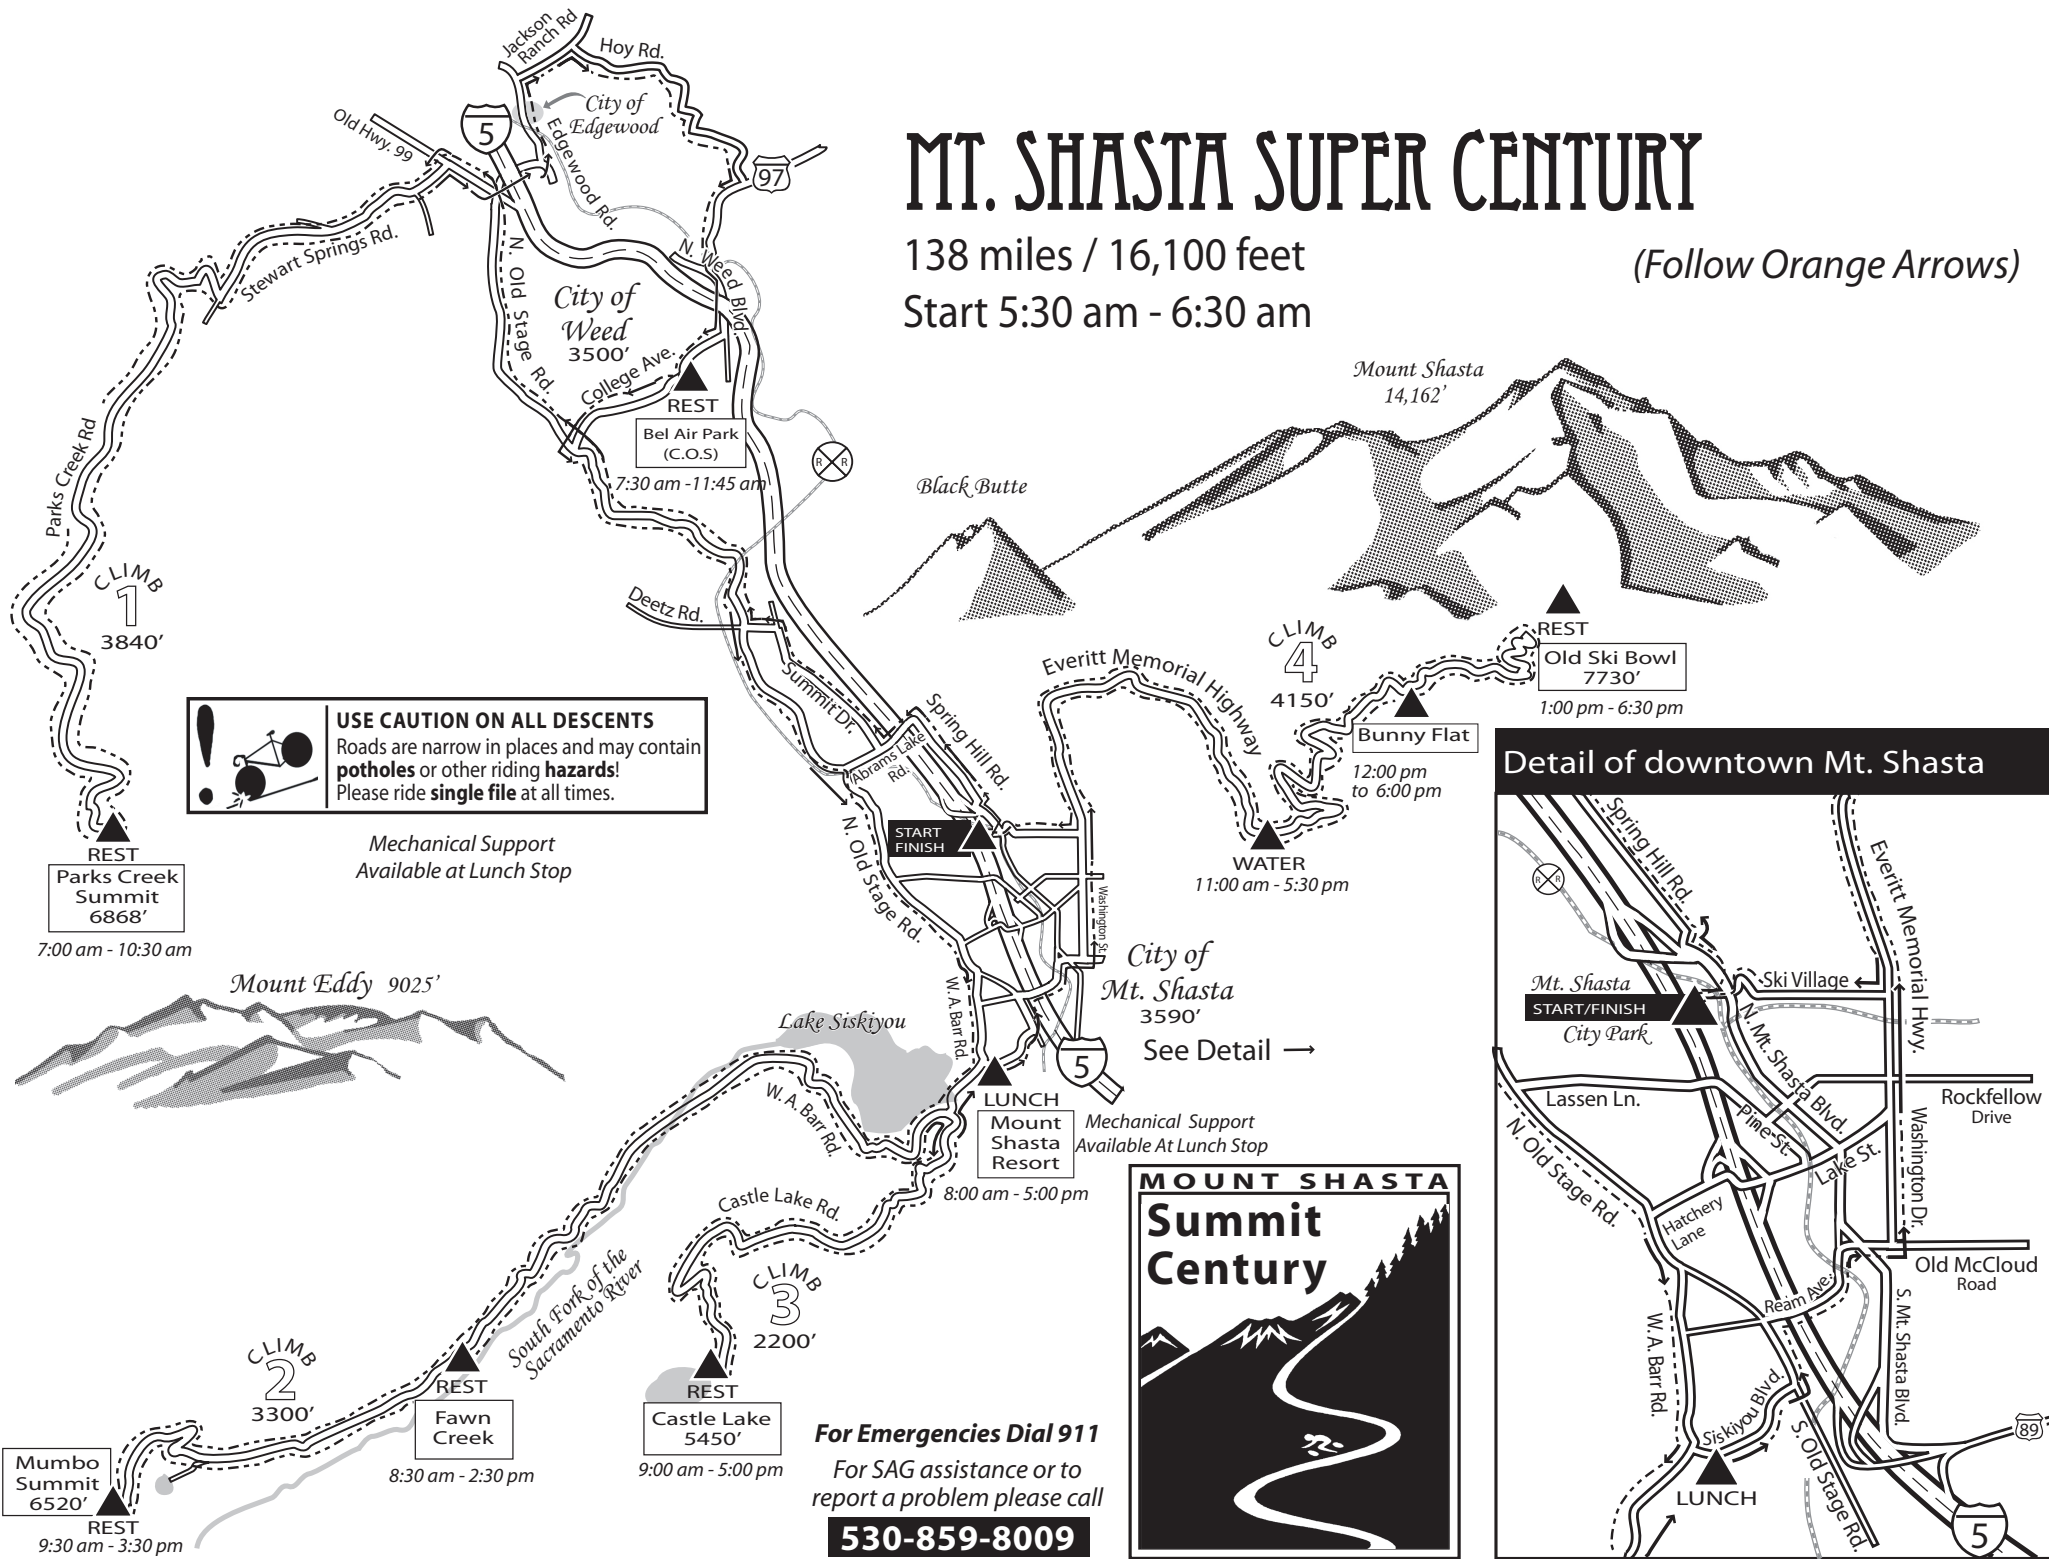 MT. SHASTA SUPER CENTURY
138 miles / 16,100 feet
(Follow Orange Arrows)
Start 5:30 am - 6:30 am
Jackson
Ranch Rd
Hoy Rd.
City of
Edgewood
Old Hwy. 99
5
Edgewood Rd.
97
Stewart Springs Rd.
N. Old Stage Rd.
N. Weed Blvd.
City of
Weed
3500'
College Ave.
REST
Bel Air Park
(C.O.S)
7:30 am -11:45 am
R R
Parks Creek Rd
CLIMB
1
3840'
Deetz Rd.
Summit Dr.
Abrams Lake
Rd.
Spring Hill Rd.
Mount Shasta
14,162'
Black Butte
Everitt Memorial Highway
CLIMB
4
4150'
REST
Old Ski Bowl
7730'
1:00 pm - 6:30 pm
Bunny Flat
12:00 pm
to 6:00 pm
WATER
11:00 am - 5:30 pm
USE CAUTION ON ALL DESCENTS
Roads are narrow in places and may contain
potholes or other riding hazards!
Please ride single file at all times.
Mechanical Support
Available at Lunch Stop
REST
Parks Creek
Summit
6868'
7:00 am - 10:30 am
START
FINISH
N. Old Stage Rd.
Washington St.
City of
Mt. Shasta
3590'
See Detail
Mount Eddy 9025'
Lake Siskiyou
W. A. Barr Rd.
5
LUNCH
Mount
Shasta
Resort
8:00 am - 5:00 pm
Mechanical Support
Available At Lunch Stop
W. A. Barr Rd.
Castle Lake Rd.
South Fork of the
Sacramento River
CLIMB
3
2200'
REST
Castle Lake
5450'
9:00 am - 5:00 pm
CLIMB
2
3300'
REST
Fawn
Creek
8:30 am - 2:30 pm
Mumbo
Summit
6520'
REST
9:30 am - 3:30 pm
For Emergencies Dial 911
For SAG assistance or to
report a problem please call
530-859-8009
MOUNT SHASTA
Summit
Century
Detail of downtown Mt. Shasta
Spring Hill Rd.
R R
Everitt Memorial Hwy.
Ski Village
Mt. Shasta
START/FINISH
City Park
N. Mt. Shasta Blvd.
Lassen Ln.
Rockfellow
Drive
Pine St.
Washington Dr.
N. Old Stage Rd.
Lake St.
Hatchery
Lane
Old McCloud
Road
Ream Ave.
W. A. Barr Rd.
S. Mt. Shasta Blvd.
Siskiyou Blvd.
S. Old Stage Rd.
89
LUNCH
5